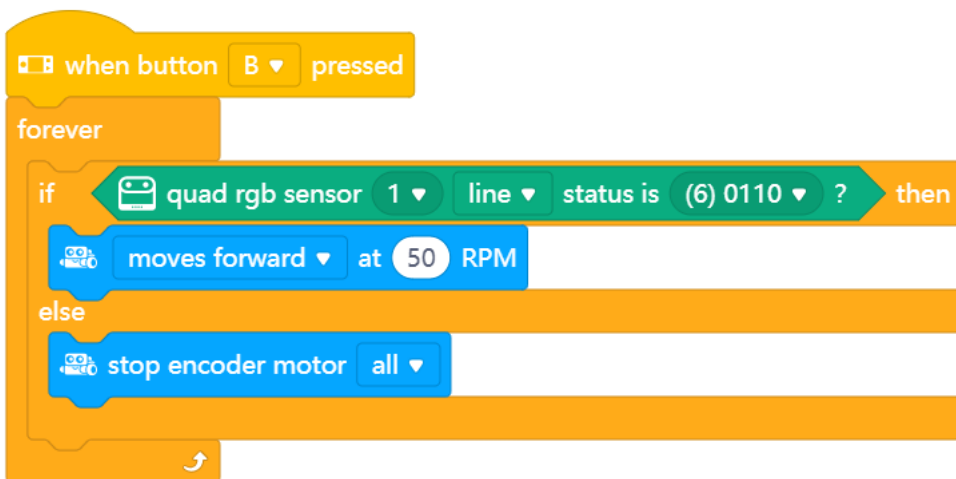 when button B ▼ pressed
forever
if quad rgb sensor 1 ▼ line ▼ status is (6) 0110 ▼ ? then
moves forward ▼ at 50 RPM
else
stop encoder motor all ▼